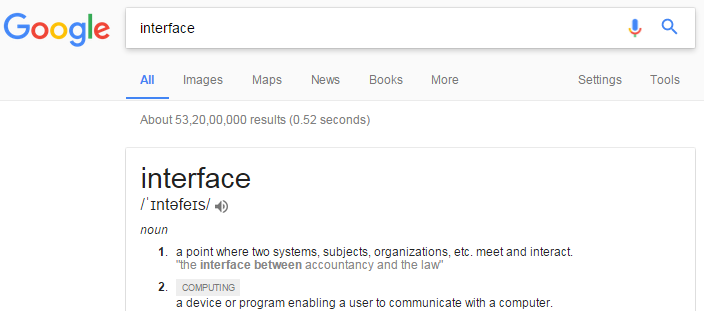 Google
interface
All Images Maps News Books More Settings Tools
About 53,20,00,000 results (0.52 seconds)
interface
/ˈɪntəfeɪs/
noun
1. a point where two systems, subjects, organizations, etc. meet and interact.
"the interface between accountancy and the law"
2. COMPUTING
a device or program enabling a user to communicate with a computer.